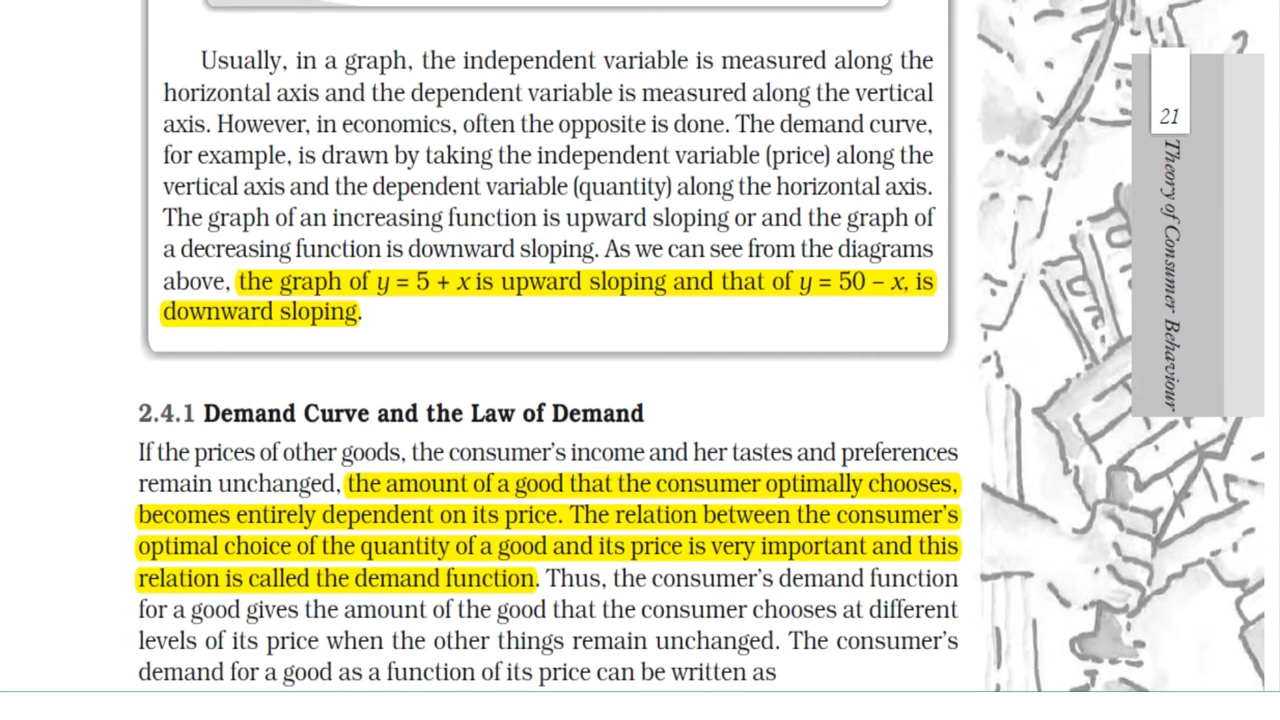 Usually, in a graph, the independent variable is measured along the
horizontal axis and the dependent variable is measured along the vertical
axis. However, in economics, often the opposite is done. The demand curve,
for example, is drawn by taking the independent variable (price) along the
vertical axis and the dependent variable (quantity) along the horizontal axis.
The graph of an increasing function is upward sloping or and the graph of
a decreasing function is downward sloping. As we can see from the diagrams
above, the graph of y = 5 + x is upward sloping and that of y = 50 – x, is
downward sloping.
2.4.1 Demand Curve and the Law of Demand
If the prices of other goods, the consumer's income and her tastes and preferences
remain unchanged, the amount of a good that the consumer optimally chooses,
becomes entirely dependent on its price. The relation between the consumer's
optimal choice of the quantity of a good and its price is very important and this
relation is called the demand function. Thus, the consumer's demand function
for a good gives the amount of the good that the consumer chooses at different
levels of its price when the other things remain unchanged. The consumer's
demand for a good as a function of its price can be written as
21
Theory of Consumer Behaviour